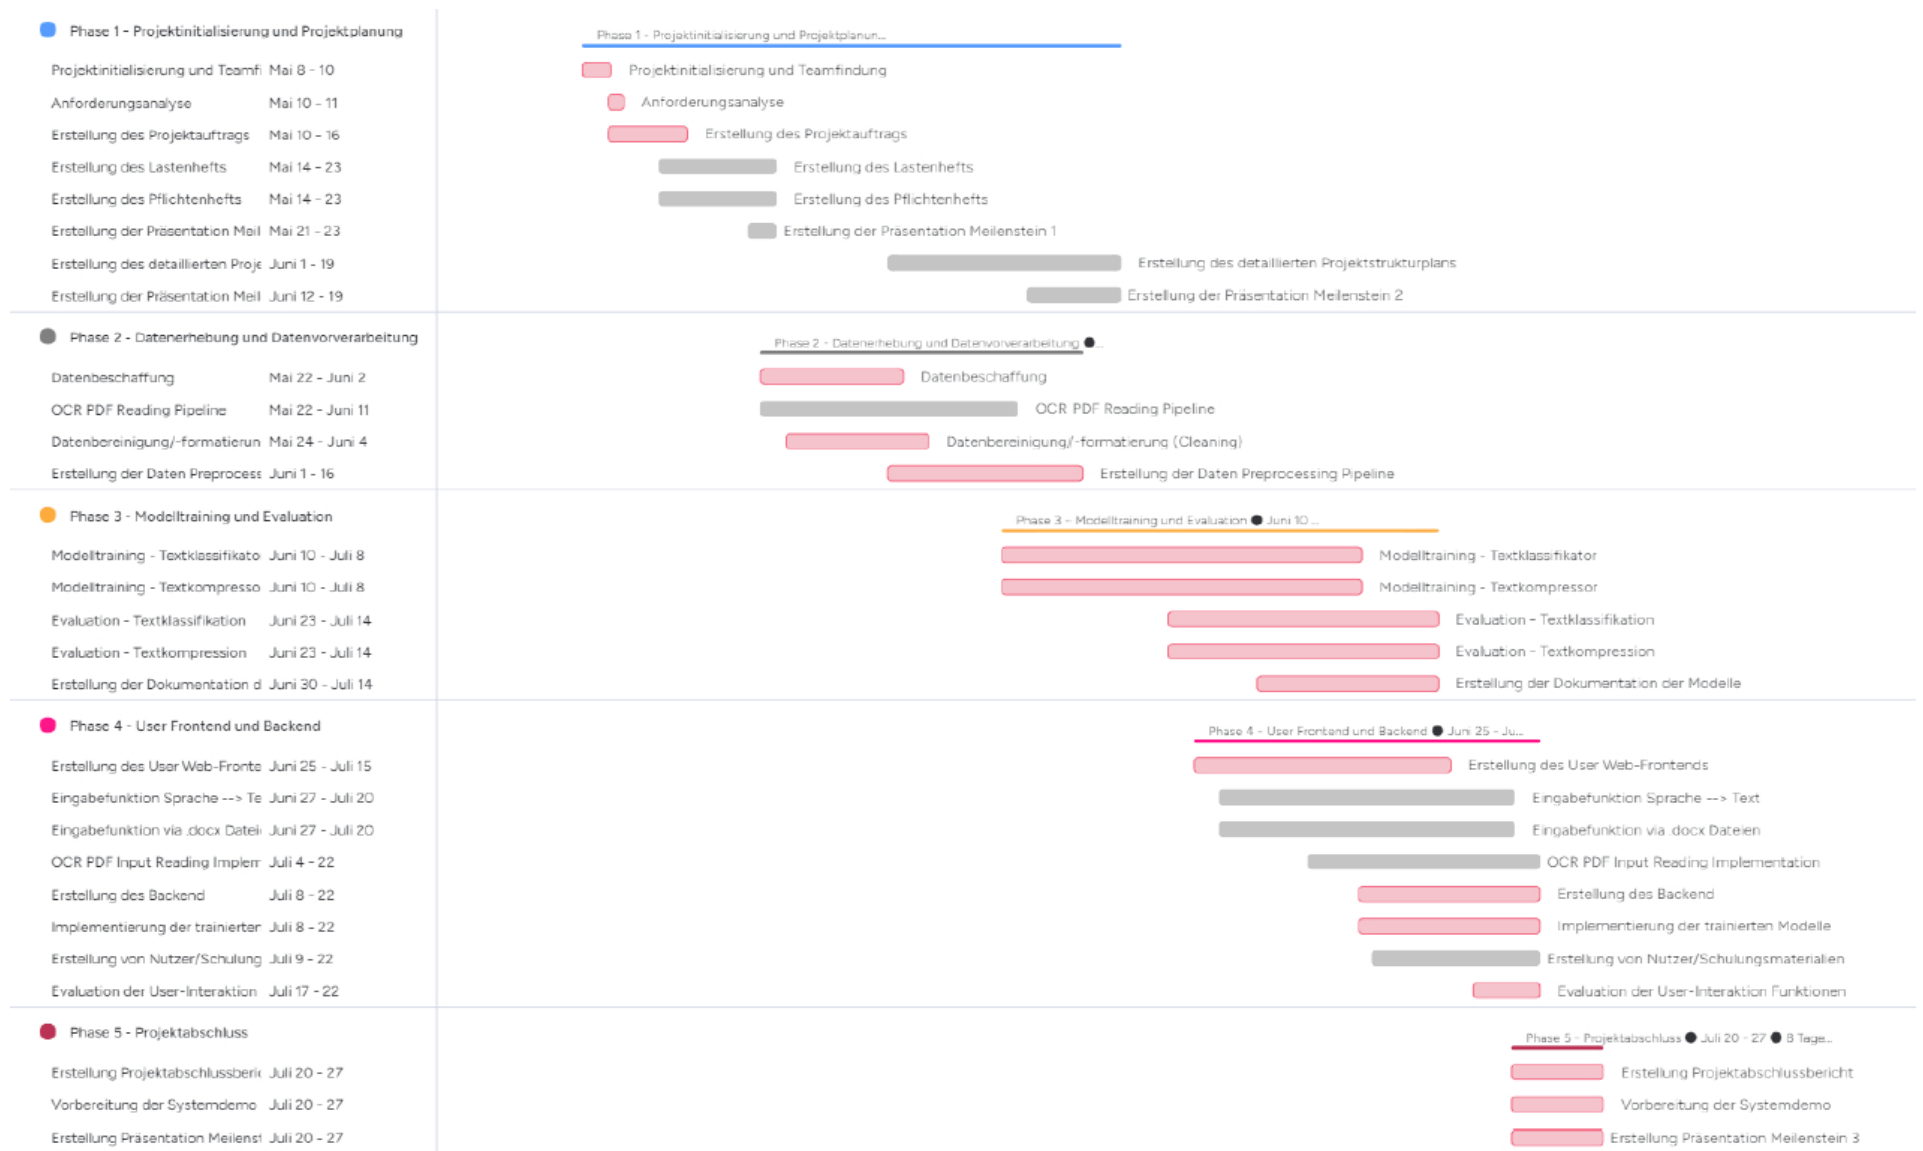 Phase 1 - Projektinitialisierung und Projektplanung
Phase 1 - Projektinitialisierung und Projektplanun...
Projektinitialisierung und Teamfi Mai 8 - 10 Projektinitialisierung und Teamfindung
Anforderungsanalyse Mai 10 - 11 Anforderungsanalyse
Erstellung des Projektauftrags Mai 10 - 16 Erstellung des Projektauftrags
Erstellung des Lastenhefts Mai 14 - 23 Erstellung des Lastenhefts
Erstellung des Pflichtenhefts Mai 14 - 23 Erstellung des Pflichtenhefts
Erstellung der Präsentation Meil Mai 21 - 23 Erstellung der Präsentation Meilenstein 1
Erstellung des detaillierten Proje Juni 1 - 19 Erstellung des detaillierten Projektstrukturplans
Erstellung der Präsentation Meil Juni 12 - 19 Erstellung der Präsentation Meilenstein 2
Phase 2 - Datenerhebung und Datenvorverarbeitung
Phase 2 - Datenerhebung und Datenvorverarbeitung ● ...
Datenbeschaffung Mai 22 - Juni 2 Datenbeschaffung
OCR PDF Reading Pipeline Mai 22 - Juni 11 OCR PDF Reading Pipeline
Datenbereinigung/-formatierun Mai 24 - Juni 4 Datenbereinigung/-formatierung (Cleaning)
Erstellung der Daten Preprocess Juni 1 - 16 Erstellung der Daten Preprocessing Pipeline
Phase 3 - Modelltraining und Evaluation
Phase 3 - Modelltraining und Evaluation ● Juni 10 ...
Modelltraining - Textklassifikato Juni 10 - Juli 8 Modelltraining - Textklassifikator
Modelltraining - Textkompresso Juni 10 - Juli 8 Modelltraining - Textkompressor
Evaluation - Textklassifikation Juni 23 - Juli 14 Evaluation - Textklassifikation
Evaluation - Textkompression Juni 23 - Juli 14 Evaluation - Textkompression
Erstellung der Dokumentation d Juni 30 - Juli 14 Erstellung der Dokumentation der Modelle
Phase 4 - User Frontend und Backend
Phase 4 - User Frontend und Backend ● Juni 25 - Ju...
Erstellung des User Web-Fronte Juni 25 - Juli 15 Erstellung des User Web-Frontends
Eingabefunktion Sprache --> Te Juni 27 - Juli 20 Eingabefunktion Sprache --> Text
Eingabefunktion via .docx Datei Juni 27 - Juli 20 Eingabefunktion via .docx Dateien
OCR PDF Input Reading Implem Juli 4 - 22 OCR PDF Input Reading Implementation
Erstellung des Backend Juli 8 - 22 Erstellung des Backend
Implementierung der trainierten Juli 8 - 22 Implementierung der trainierten Modelle
Erstellung von Nutzer/Schulung Juli 9 - 22 Erstellung von Nutzer/Schulungsmaterialien
Evaluation der User-Interaktion Juli 17 - 22 Evaluation der User-Interaktion Funktionen
Phase 5 - Projektabschluss
Phase 5 - Projektabschluss ● Juli 20 - 27 ● 8 Tage...
Erstellung Projektabschlussberic Juli 20 - 27 Erstellung Projektabschlussbericht
Vorbereitung der Systemdemo Juli 20 - 27 Vorbereitung der Systemdemo
Erstellung Präsentation Meilenst Juli 20 - 27 Erstellung Präsentation Meilenstein 3